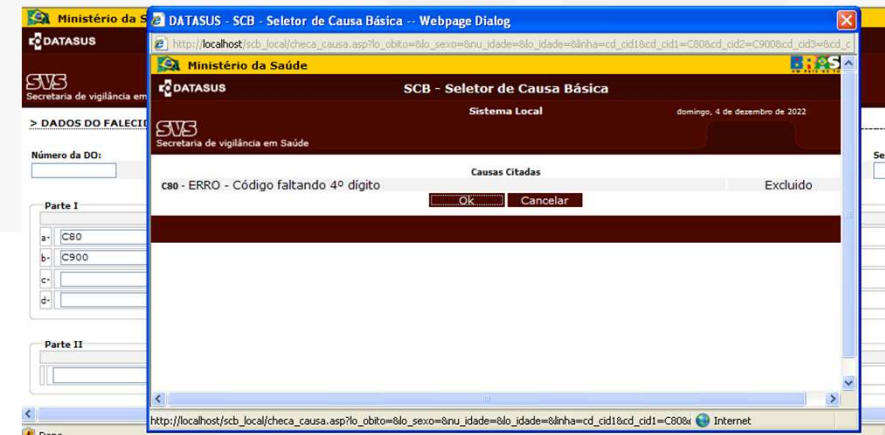 Ministério da S
DATASUS
SVS
Secretaria de vigilância em
> DADOS DO FALECI
Número da DO:
Se
Parte I
a- C80
b- C900
c-
d-
Parte II
DATASUS - SCB - Seletor de Causa Básica -- Webpage Dialog
http://localhost/scb_local/checa_causa.asp?lo_obito=&lo_sexo=&nu_idade=&lo_idade=&linha=cd_cid1&cd_cid1=C80&cd_cid2=C900&cd_cid3=&cd_c
Ministério da Saúde
DATASUS
SCB - Seletor de Causa Básica
Sistema Local
domingo, 4 de dezembro de 2022
SVS
Secretaria de vigilância em Saúde
Causas Citadas
C80 - ERRO - Código faltando 4º dígito Excluido
Ok Cancelar
http://localhost/scb_local/checa_causa.asp?lo_obito=&lo_sexo=&nu_idade=&lo_idade=&linha=cd_cid1&cd_cid1=C80& Internet